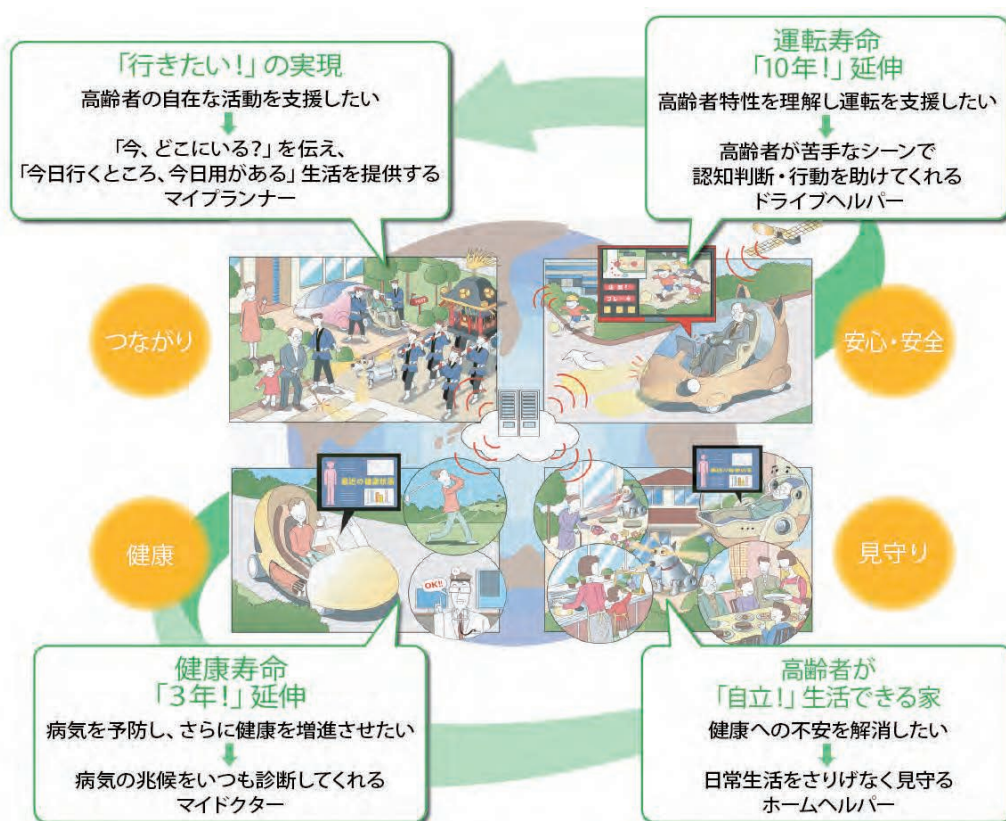 「行きたい！」の実現
高齢者の自在な活動を支援したい
「今、どこにいる？」を伝え、
「今日行くところ、今日用がある」生活を提供する
マイプランナー
運転寿命
「10年！」延伸
高齢者特性を理解し運転を支援したい
高齢者が苦手なシーンで
認知判断・行動を助けてくれる
ドライブヘルパー
つながり
安心・安全
健康
最近の健康状態
OK!!
見守り
健康寿命
「3年！」延伸
病気を予防し、さらに健康を増進させたい
病気の兆候をいつも診断してくれる
マイドクター
高齢者が
「自立！」生活できる家
健康への不安を解消したい
日常生活をさりげなく見守る
ホームヘルパー